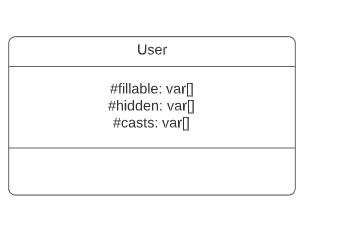 User
#fillable: var[]
#hidden: var[]
#casts: var[]